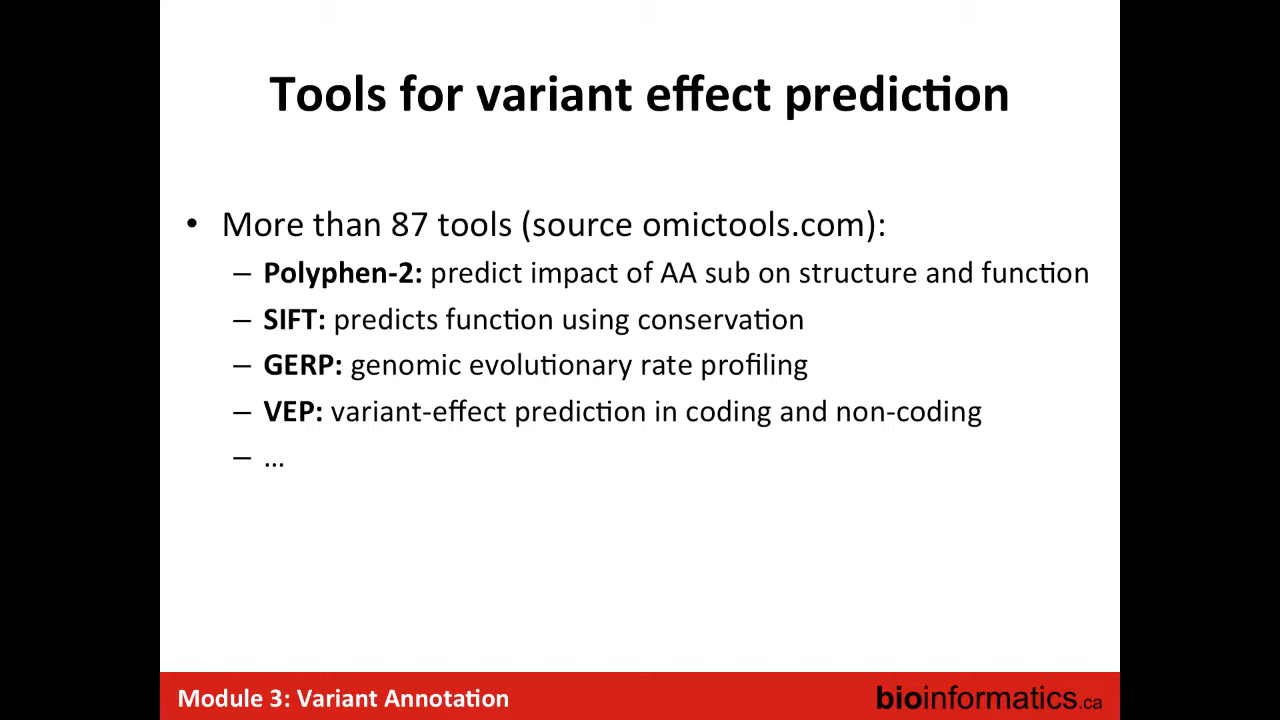 Tools for variant effect prediction
• More than 87 tools (source omictools.com):
– Polyphen-2: predict impact of AA sub on structure and function
– SIFT: predicts function using conservation
– GERP: genomic evolutionary rate profiling
– VEP: variant-effect prediction in coding and non-coding
– …
Module 3: Variant Annotation
bioinformatics.ca